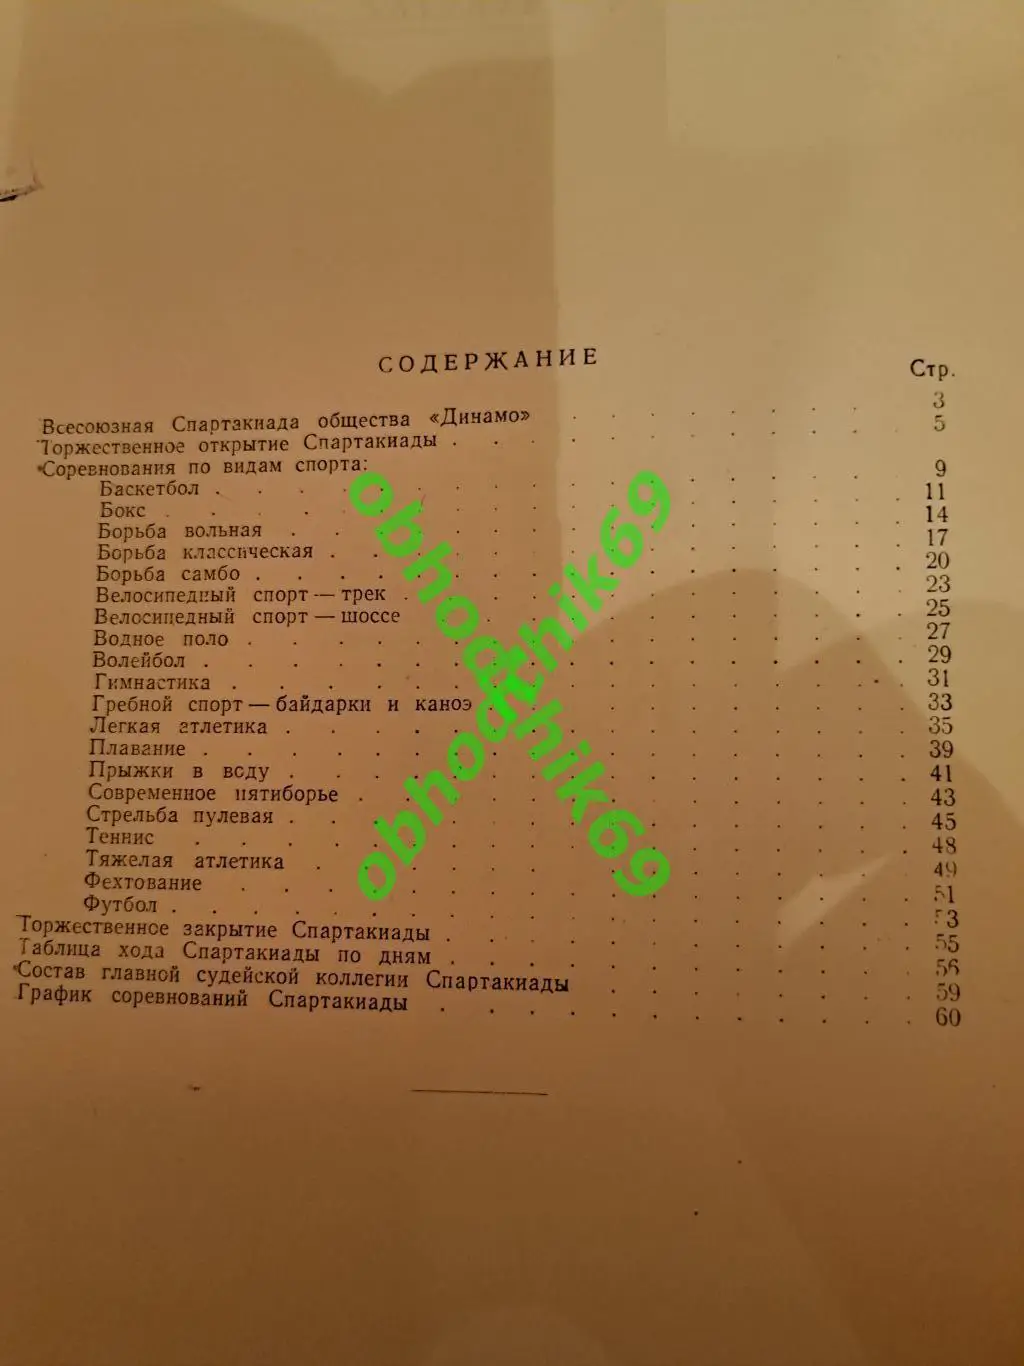 СОДЕРЖАНИЕ
Стр.
Всесоюзная Спартакиада общества «Динамо» 3
Торжественное открытие Спартакиады 5
Соревнования по видам спорта:
Баскетбол 9
Бокс 11
Борьба вольная 14
Борьба классическая 17
Борьба самбо 20
Велосипедный спорт — трек 23
Велосипедный спорт — шоссе 25
Водное поло 27
Волейбол 29
Гимнастика 31
Гребной спорт — байдарки и каноэ 33
Легкая атлетика 35
Плавание 39
Прыжки в воду 41
Современное пятиборье 43
Стрельба пулевая 45
Теннис 48
Тяжелая атлетика 49
Фехтование 51
Футбол 53
Торжественное закрытие Спартакиады 55
Таблица хода Спартакиады по дням 56
Состав главной судейской коллегии Спартакиады 59
График соревнований Спартакиады 60
obhodthik69
obhodthik69